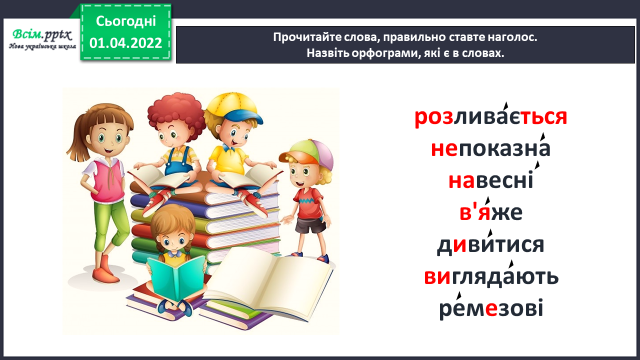 Всім.pptx
Нова українська школа
Сьогодні
01.04.2022
Прочитайте слова, правильно ставте наголос.
Назвіть орфограми, які є в словах.
розлива́ється
непоказна́
навесні́
в'я́же
диви́тися
вигляда́ють
ре́мезові